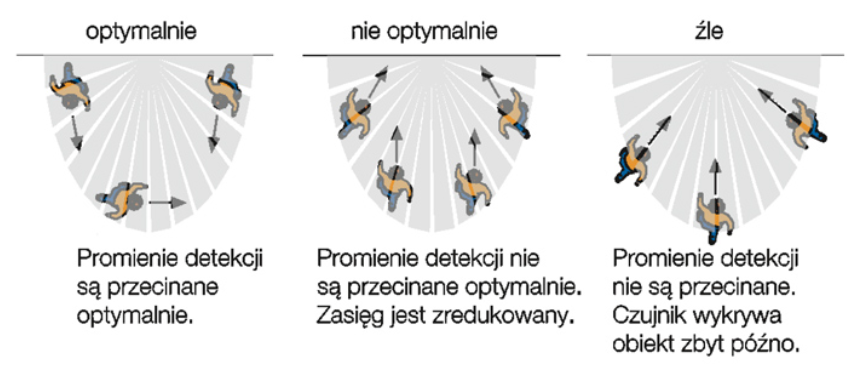 optymalnie
Promienie detekcji
są przecinane
optymalnie.
nie optymalnie
Promienie detekcji nie
są przecinane optymalnie.
Zasięg jest zredukowany.
źle
Promienie detekcji
nie są przecinane.
Czujnik wykrywa
obiekt zbyt późno.